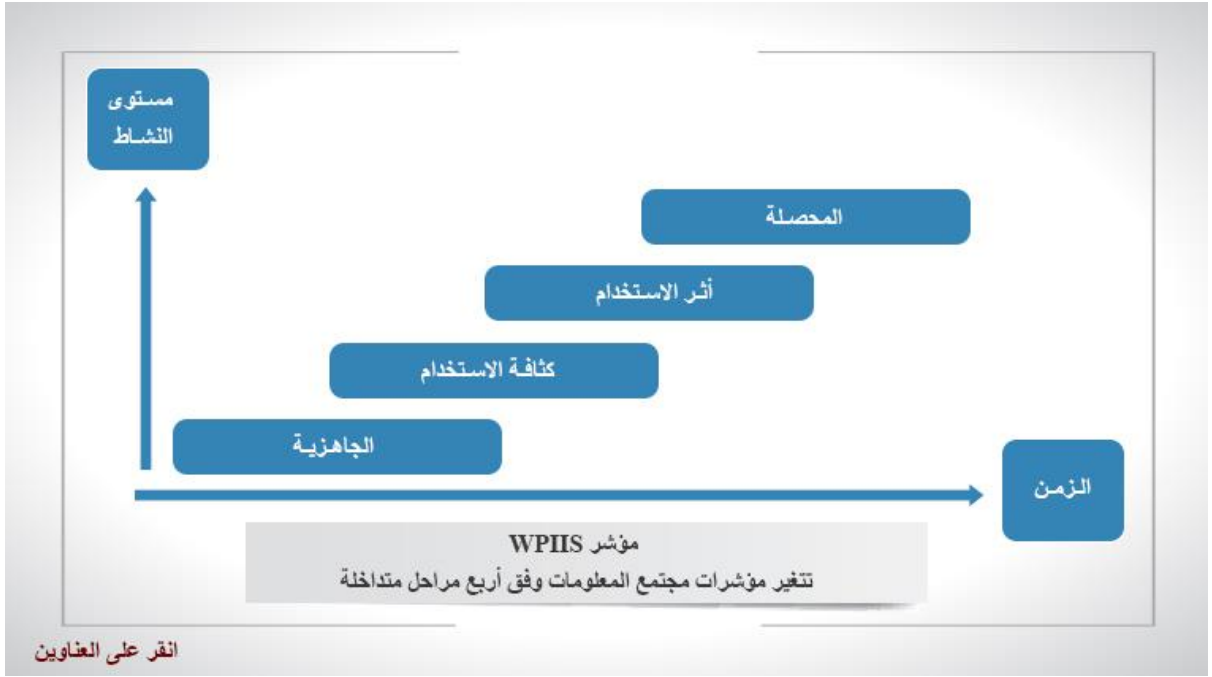 مستوى
النشاط
المحصلة
أثر الاستخدام
كثافة الاستخدام
الجاهزية
الزمن
مؤشر WPIIS
تتغير مؤشرات مجتمع المعلومات وفق أربع مراحل متداخلة
انقر على العناوين